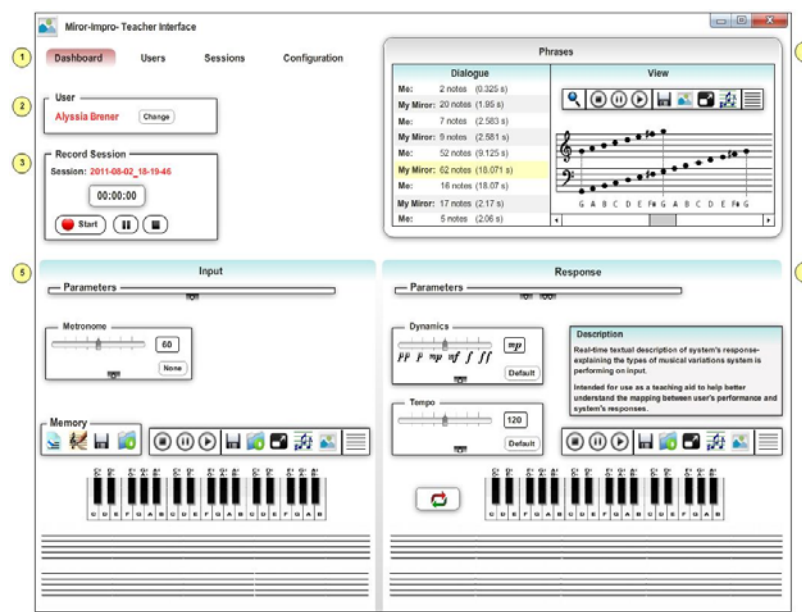 Miror-Impro- Teacher Interface
1
Dashboard
Users
Sessions
Configuration
2
User
Alyssia Brener
Change
3
Record Session
Session: 2011-08-02_18-19-46
00:00:00
Start
Phrases
Dialogue
Me: 2 notes (0.325 s)
My Miror: 20 notes (1.95 s)
Me: 7 notes (2.583 s)
My Miror: 9 notes (2.581 s)
Me: 52 notes (9.125 s)
My Miror: 62 notes (18.071 s)
Me: 16 notes (18.07 s)
My Miror: 17 notes (2.17 s)
Me: 5 notes (2.06 s)
View
G A B C D E F# G A B C D E F# G
5
Input
Parameters
Metronome
60
None
Memory
C D E F G A B C D E F G A B C D E F G A B
Response
Parameters
Dynamics
pp p mp mf f ff
mp
Default
Tempo
120
Default
Description
Real-time textual description of system's response-
explaining the types of musical variations system is
performing on input.
Intended for use as a teaching aid to help better
understand the mapping between user's performance and
system's responses.
C D E F G A B C D E F G A B C D E F G A B